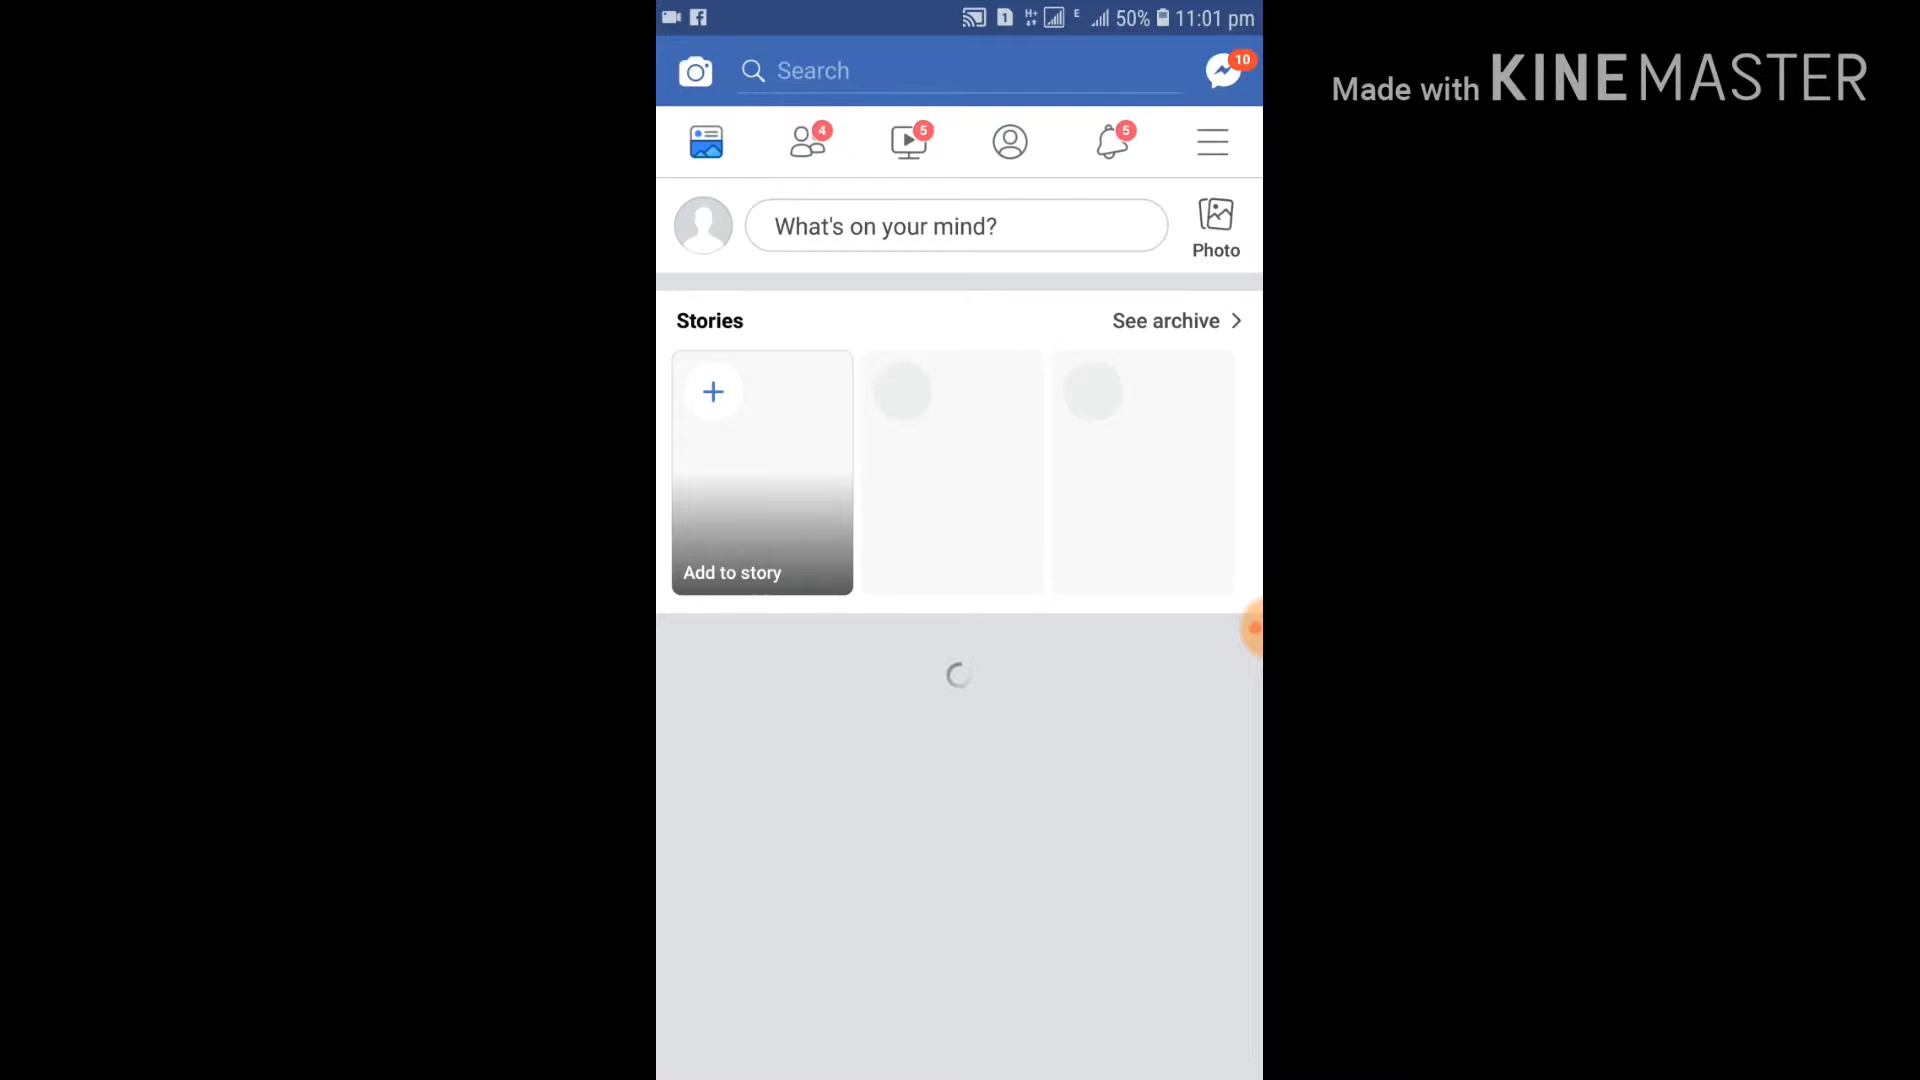 1 H+ E 50% 11:01 pm
Search
10
Made with KINEMASTER
4
5
5
What's on your mind?
Photo
Stories
See archive
Add to story